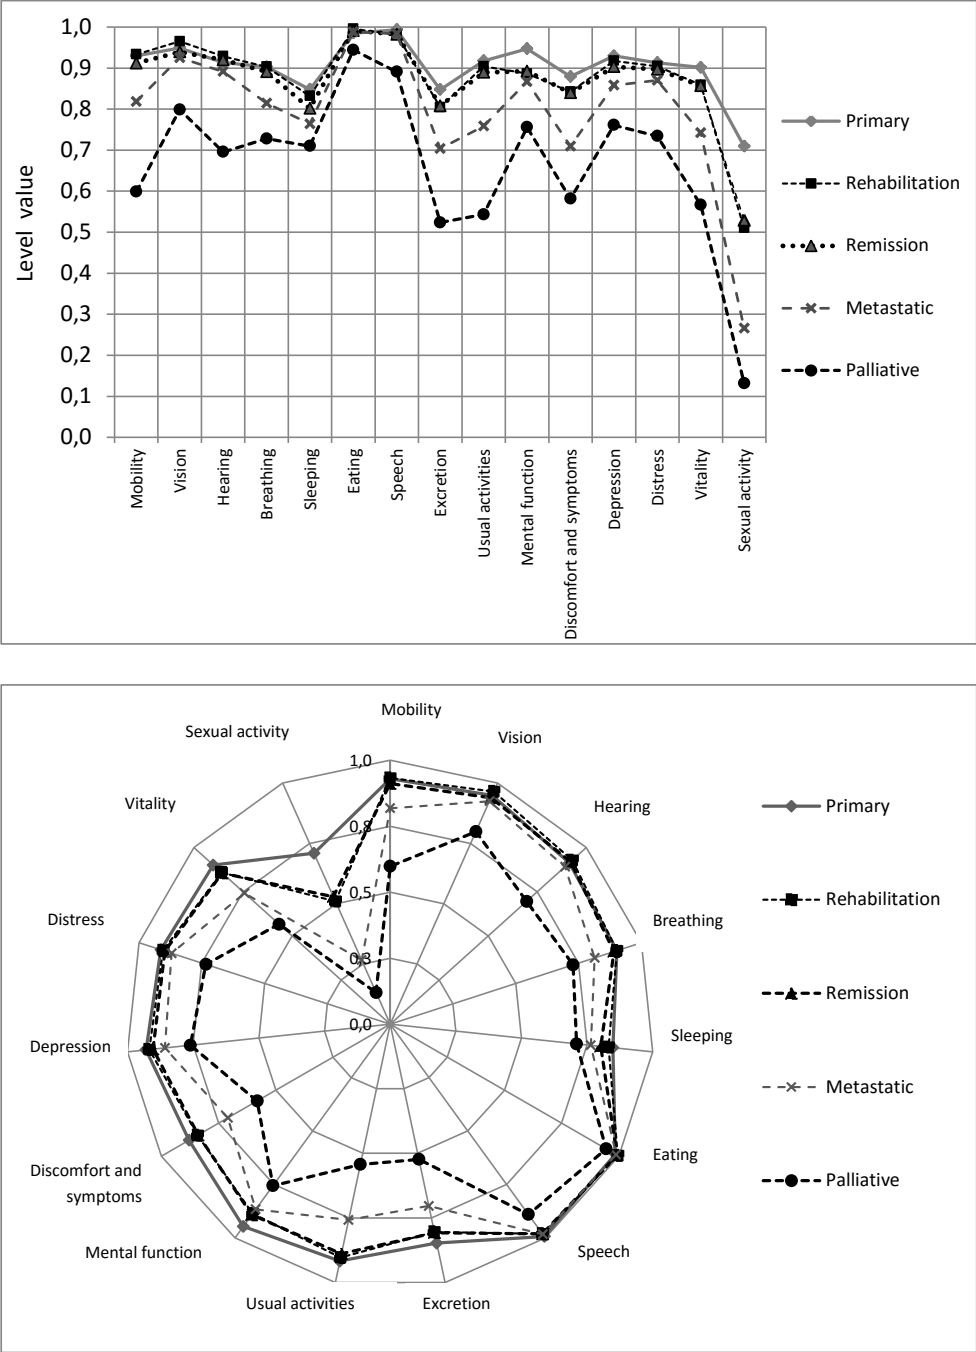 1,0
0,9
0,8
0,7
0,6
0,5
0,4
0,3
0,2
0,1
0,0
Level value
Mobility
Vision
Hearing
Breathing
Sleeping
Eating
Speech
Excretion
Usual activities
Mental function
Discomfort and symptoms
Depression
Distress
Vitality
Sexual activity
Primary
Rehabilitation
Remission
Metastatic
Palliative
1,0
0,8
0,5
0,3
0,0
Mobility
Vision
Hearing
Breathing
Sleeping
Eating
Speech
Excretion
Usual activities
Mental function
Discomfort and
symptoms
Depression
Distress
Vitality
Sexual activity
Primary
Rehabilitation
Remission
Metastatic
Palliative